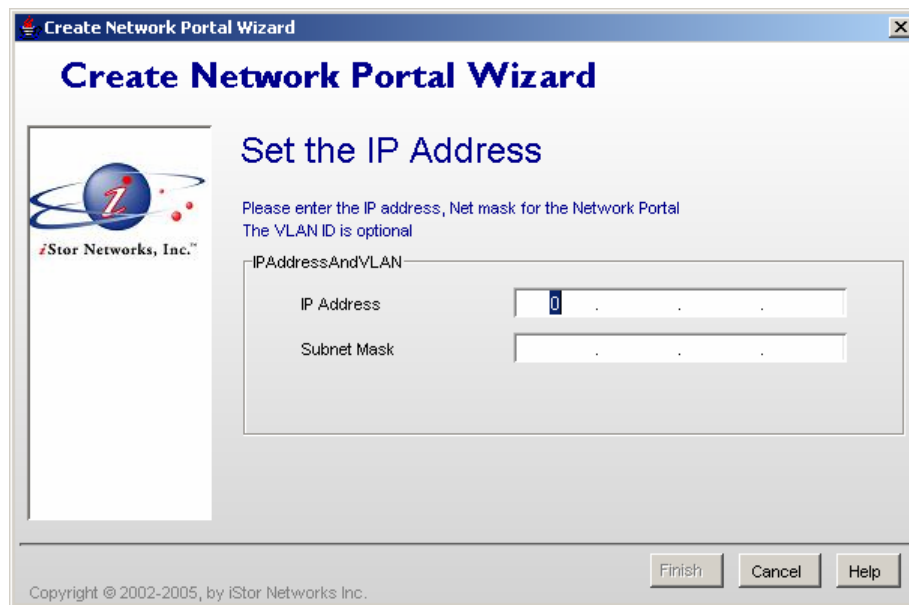 Create Network Portal Wizard
Create Network Portal Wizard
iStor Networks, Inc.™
Set the IP Address
Please enter the IP address, Net mask for the Network Portal
The VLAN ID is optional
IPAddressAndVLAN
IP Address 0 . . .
Subnet Mask . . .
Finish Cancel Help
Copyright © 2002-2005, by iStor Networks Inc.